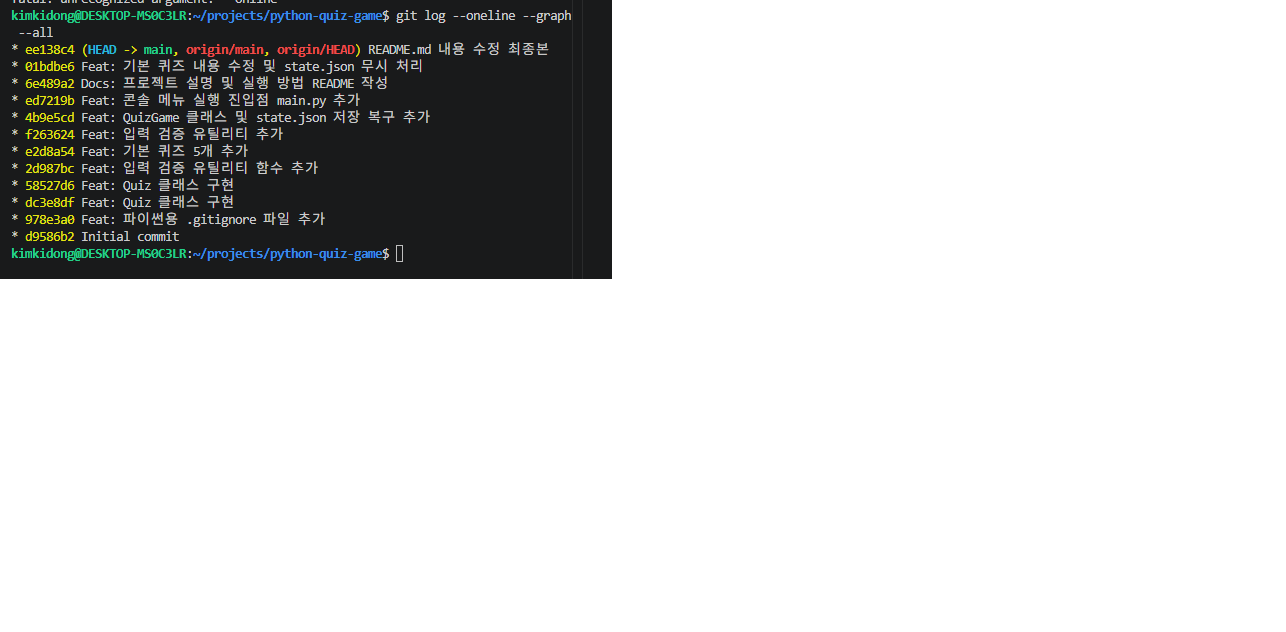 fatal: unrecognized argument: --online
kimkidong@DESKTOP-MS0C3LR:~/projects/python-quiz-game$ git log --oneline --graph
--all
* ee138c4 (HEAD -> main, origin/main, origin/HEAD) README.md 내용 수정 최종본
* 01bdbe6 Feat: 기본 퀴즈 내용 수정 및 state.json 무시 처리
* 6e489a2 Docs: 프로젝트 설명 및 실행 방법 README 작성
* ed7219b Feat: 콘솔 메뉴 실행 진입점 main.py 추가
* 4b9e5cd Feat: QuizGame 클래스 및 state.json 저장 복구 추가
* f263624 Feat: 입력 검증 유틸리티 추가
* e2d8a54 Feat: 기본 퀴즈 5개 추가
* 2d987bc Feat: 입력 검증 유틸리티 함수 추가
* 58527d6 Feat: Quiz 클래스 구현
* dc3e8df Feat: Quiz 클래스 구현
* 978e3a0 Feat: 파이썬용 .gitignore 파일 추가
* d9586b2 Initial commit
kimkidong@DESKTOP-MS0C3LR:~/projects/python-quiz-game$